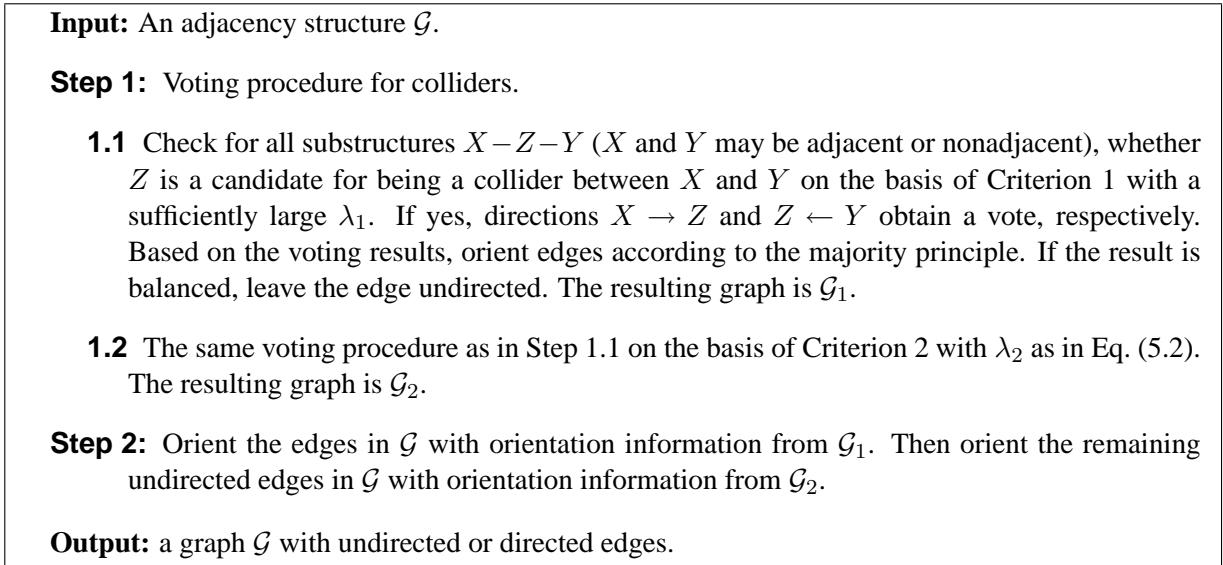 Input: An adjacency structure 𝒢.
Step 1: Voting procedure for colliders.
1.1 Check for all substructures X−Z−Y (X and Y may be adjacent or nonadjacent), whether
Z is a candidate for being a collider between X and Y on the basis of Criterion 1 with a
sufficiently large λ₁. If yes, directions X → Z and Z ← Y obtain a vote, respectively.
Based on the voting results, orient edges according to the majority principle. If the result is
balanced, leave the edge undirected. The resulting graph is 𝒢₁.
1.2 The same voting procedure as in Step 1.1 on the basis of Criterion 2 with λ₂ as in Eq. (5.2).
The resulting graph is 𝒢₂.
Step 2: Orient the edges in 𝒢 with orientation information from 𝒢₁. Then orient the remaining
undirected edges in 𝒢 with orientation information from 𝒢₂.
Output: a graph 𝒢 with undirected or directed edges.